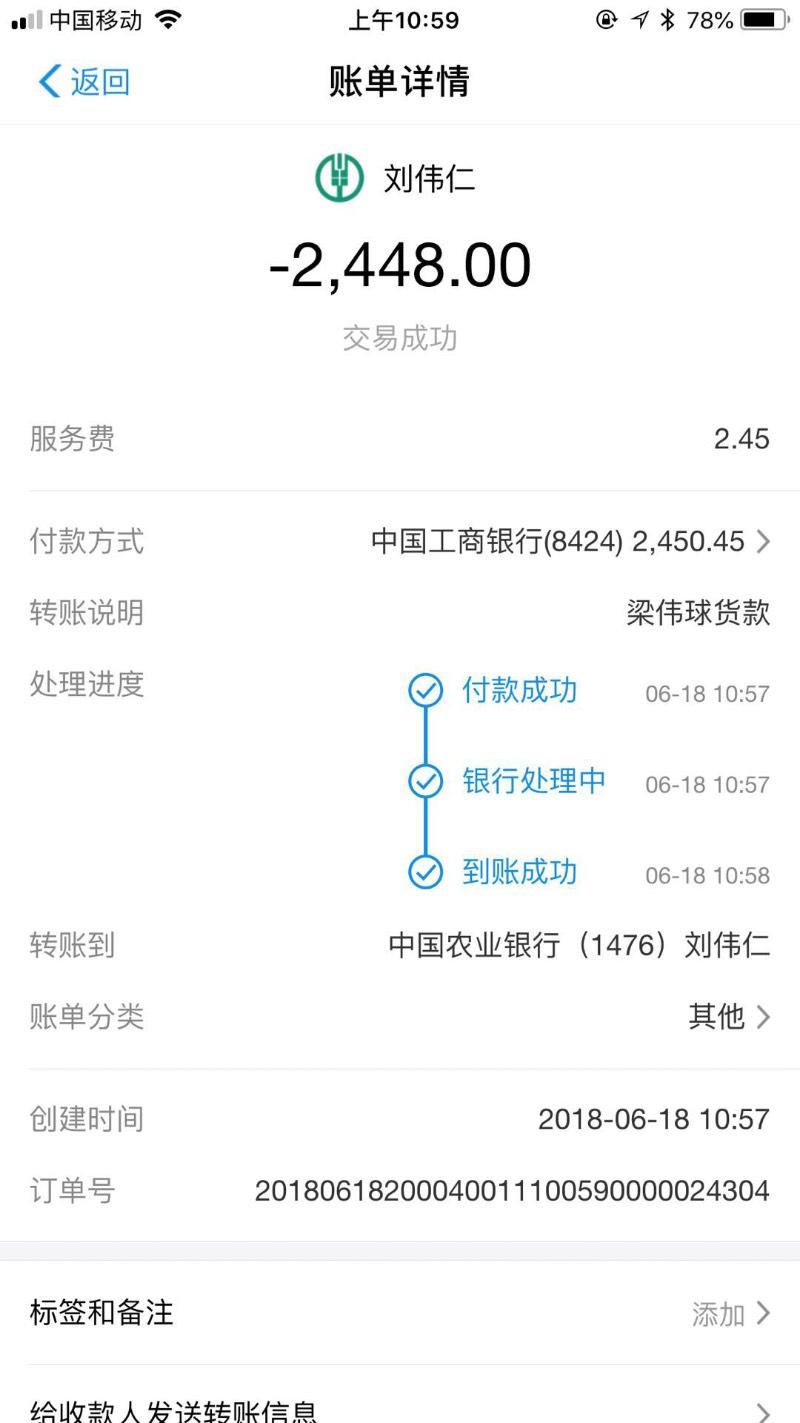 中国移动 上午10:59 78%
返回 账单详情
刘伟仁
-2,448.00
交易成功
服务费 2.45
付款方式 中国工商银行(8424) 2,450.45
转账说明 梁伟球货款
处理进度 付款成功 06-18 10:57
银行处理中 06-18 10:57
到账成功 06-18 10:58
转账到 中国农业银行（1476）刘伟仁
账单分类 其他
创建时间 2018-06-18 10:57
订单号 20180618200040011100590000024304
标签和备注 添加
给收款人发送转账信息